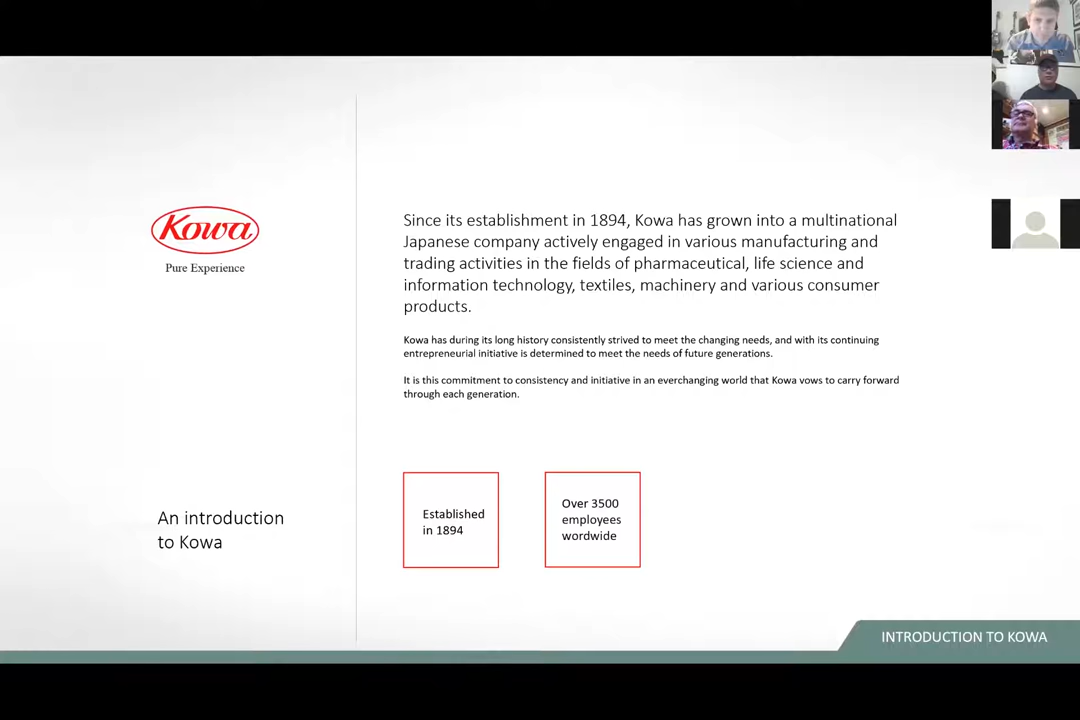 Kowa
Pure Experience
Since its establishment in 1894, Kowa has grown into a multinational
Japanese company actively engaged in various manufacturing and
trading activities in the fields of pharmaceutical, life science and
information technology, textiles, machinery and various consumer
products.
Kowa has during its long history consistently strived to meet the changing needs, and with its continuing
entrepreneurial initiative is determined to meet the needs of future generations.
It is this commitment to consistency and initiative in an everchanging world that Kowa vows to carry forward
through each generation.
Established
in 1894
Over 3500
employees
wordwide
An introduction
to Kowa
INTRODUCTION TO KOWA